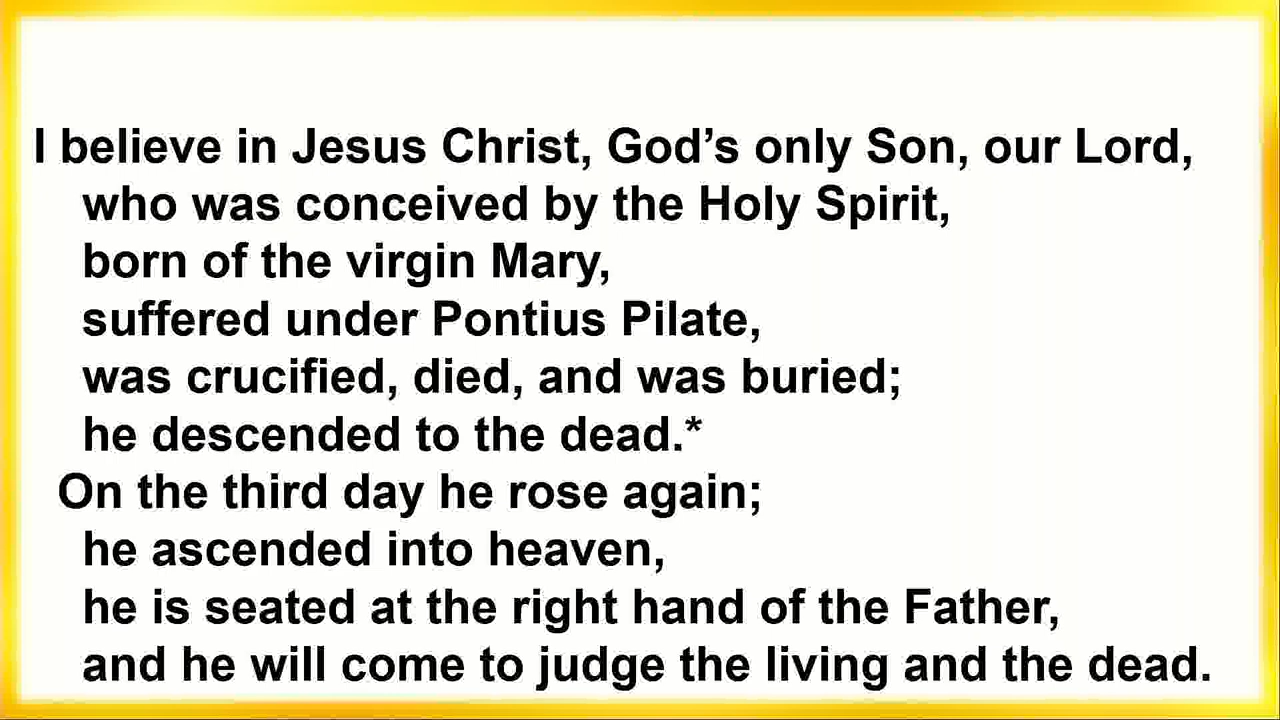 I believe in Jesus Christ, God’s only Son, our Lord,
who was conceived by the Holy Spirit,
born of the virgin Mary,
suffered under Pontius Pilate,
was crucified, died, and was buried;
he descended to the dead.*
On the third day he rose again;
he ascended into heaven,
he is seated at the right hand of the Father,
and he will come to judge the living and the dead.